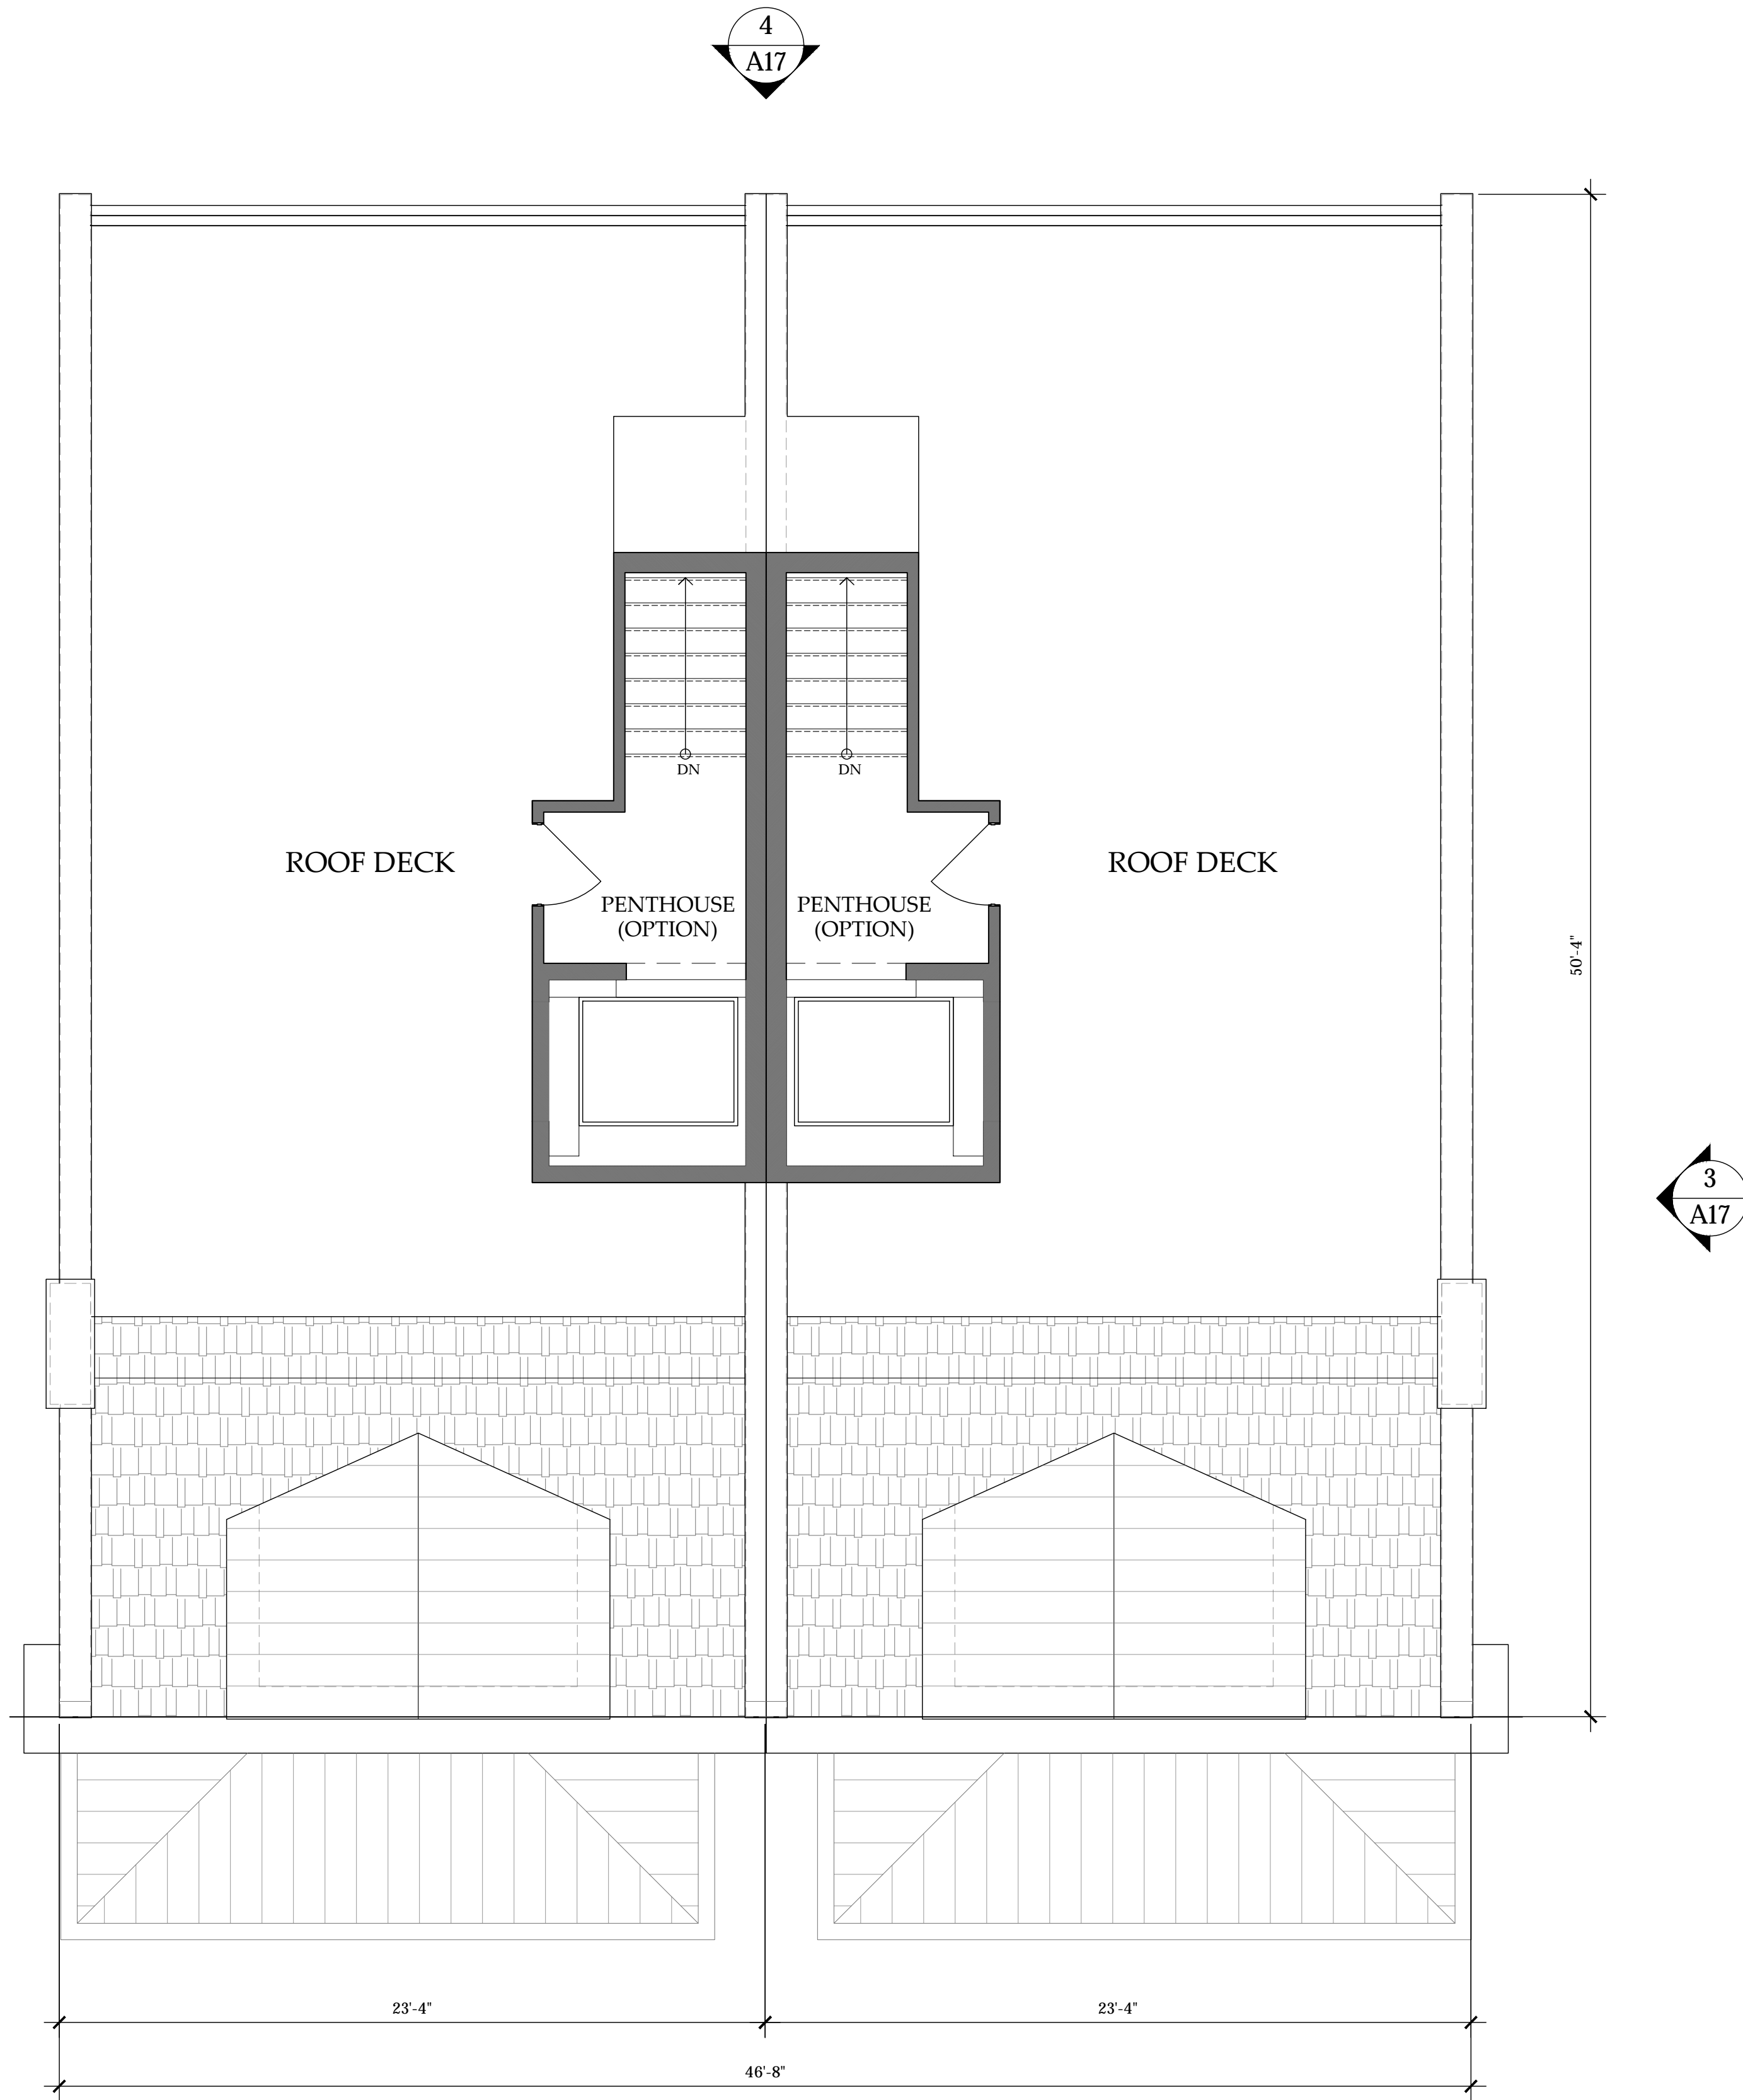 4
A17
DN
DN
ROOF DECK
ROOF DECK
PENTHOUSE
(OPTION)
PENTHOUSE
(OPTION)
50'-4"
3
A17
23'-4"
23'-4"
46'-8"